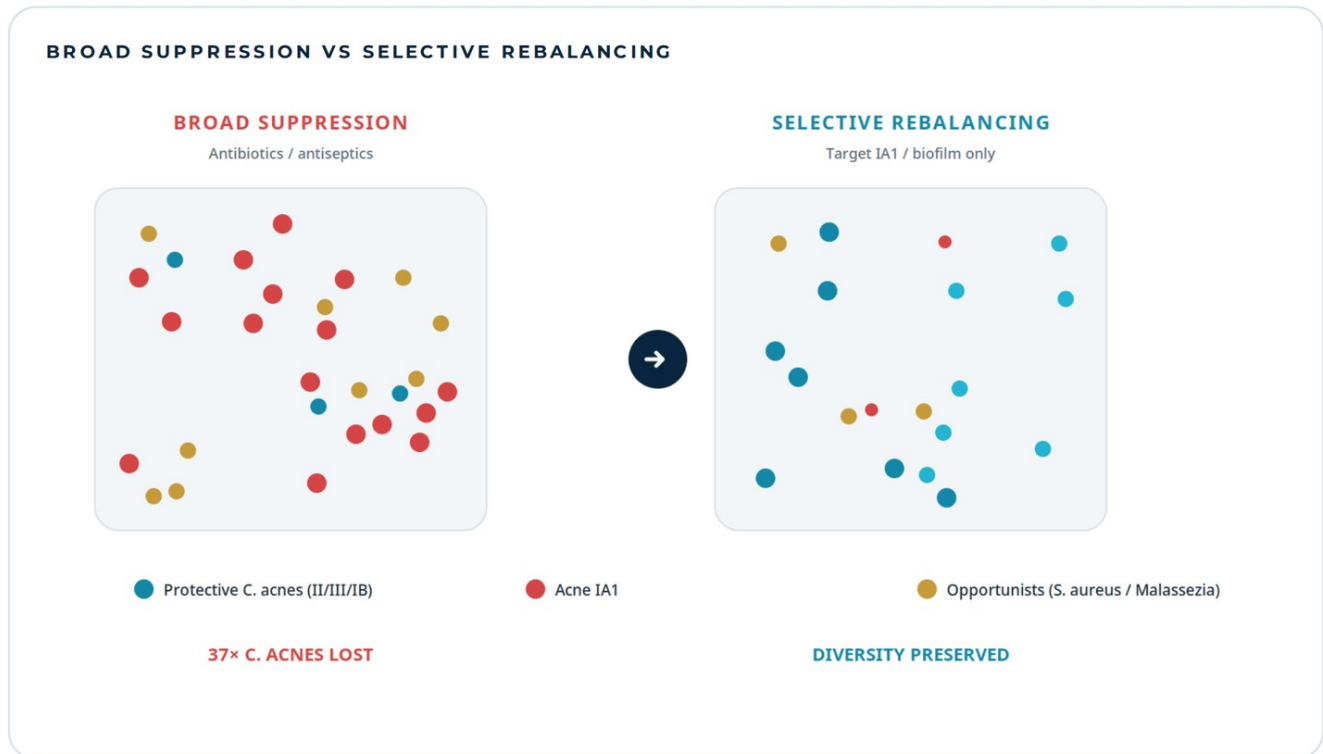 BROAD SUPPRESSION VS SELECTIVE REBALANCING
BROAD SUPPRESSION
Antibiotics / antiseptics
SELECTIVE REBALANCING
Target IA1 / biofilm only
Protective C. acnes (II/III/IB)
Acne IA1
Opportunists (S. aureus / Malassezia)
37× C. ACNES LOST
DIVERSITY PRESERVED